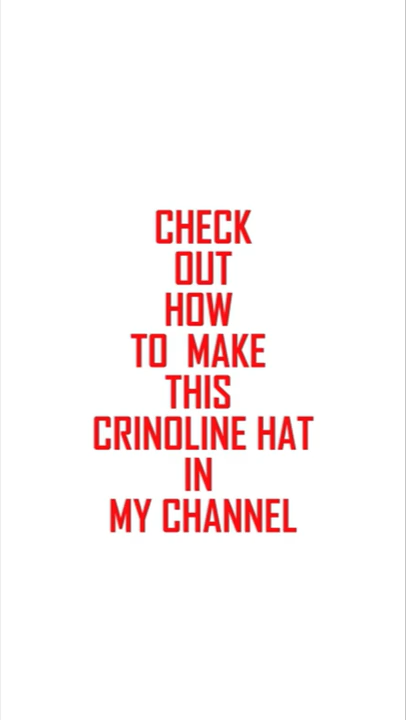 CHECK
OUT
HOW
TO MAKE
THIS
CRINOLINE HAT
IN
MY CHANNEL